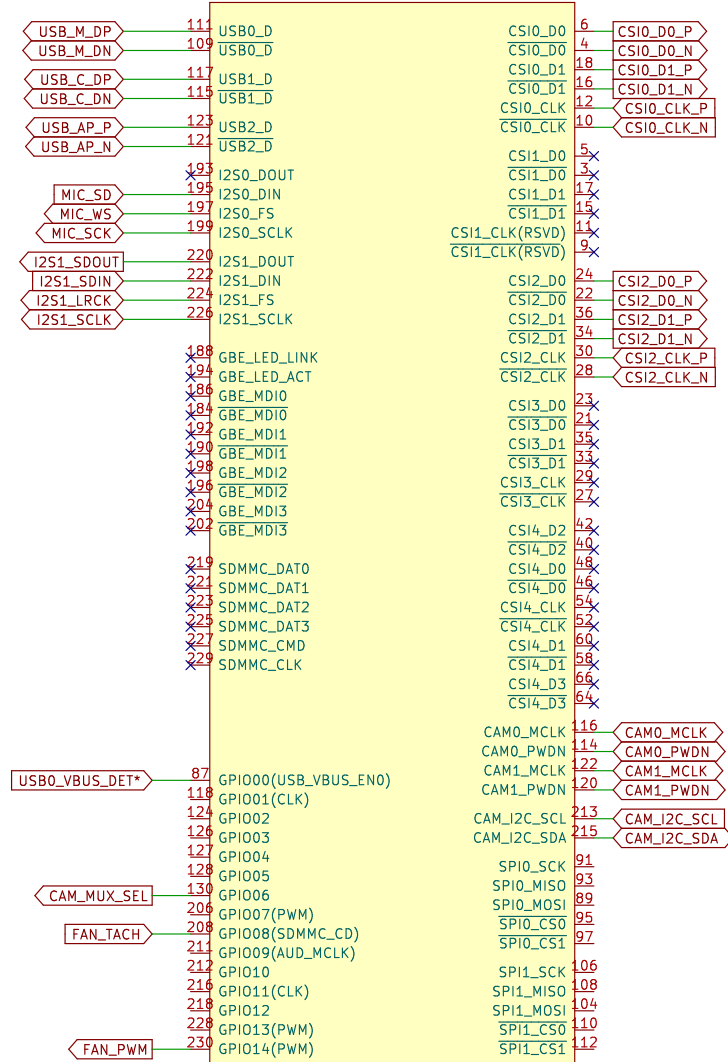 USB_M_DP 111 USB0_D CSI0_D0 6 CSI0_D0_P
USB_M_DN 109 USB0_D CSI0_D0 4 CSI0_D0_N
CSI0_D1 18 CSI0_D1_P
USB_C_DP 117 USB1_D
CSI0_D1 16 CSI0_D1_N
USB_C_DN 115 USB1_D
CSI0_CLK 12 CSI0_CLK_P
USB_AP_P 123 USB2_D CSI0_CLK 10 CSI0_CLK_N
USB_AP_N 121 USB2_D
CSI1_D0 5
193 I2S0_DOUT CSI1_D0 3
MIC_SD 195 I2S0_DIN CSI1_D1 17
MIC_WS 197 I2S0_FS CSI1_D1 15
MIC_SCK 199 I2S0_SCLK CSI1_CLK(RSVD) 11
CSI1_CLK(RSVD) 9
I2S1_SDOUT 220 I2S1_DOUT
I2S1_SDIN 222 I2S1_DIN CSI2_D0 24 CSI2_D0_P
I2S1_LRCK 224 I2S1_FS CSI2_D0 22 CSI2_D0_N
I2S1_SCLK 226 I2S1_SCLK CSI2_D1 36 CSI2_D1_P
CSI2_D1 34 CSI2_D1_N
188 GBE_LED_LINK CSI2_CLK 30 CSI2_CLK_P
194 GBE_LED_ACT CSI2_CLK 28 CSI2_CLK_N
186 GBE_MDI0
CSI3_D0 23
184 GBE_MDI0
CSI3_D0 21
192 GBE_MDI1
CSI3_D1 35
190 GBE_MDI1
CSI3_D1 33
198 GBE_MDI2
CSI3_CLK 29
196 GBE_MDI2
CSI3_CLK 27
204 GBE_MDI3
202 GBE_MDI3 CSI4_D2 42
CSI4_D2 40
219 SDMMC_DAT0 CSI4_D0 48
221 SDMMC_DAT1 CSI4_D0 46
223 SDMMC_DAT2 CSI4_CLK 54
225 SDMMC_DAT3 CSI4_CLK 52
227 SDMMC_CMD CSI4_D1 60
229 SDMMC_CLK CSI4_D1 58
CSI4_D3 66
CSI4_D3 64
CAM0_MCLK 116 CAM0_MCLK
CAM0_PWDN 114 CAM0_PWDN
CAM1_MCLK 122 CAM1_MCLK
USB0_VBUS_DET* 87 GPIO00(USB_VBUS_EN0)
CAM1_PWDN 120 CAM1_PWDN
118 GPIO01(CLK)
124 GPIO02 CAM_I2C_SCL 213 CAM_I2C_SCL
126 GPIO03 CAM_I2C_SDA 215 CAM_I2C_SDA
127 GPIO04
SPI0_SCK 91
128 GPIO05
SPI0_MISO 93
CAM_MUX_SEL 130 GPIO06
SPI0_MOSI 89
206 GPIO07(PWM)
SPI0_CS0 95
FAN_TACH 208 GPIO08(SDMMC_CD)
SPI0_CS1 97
211 GPIO09(AUD_MCLK)
212 GPIO10 SPI1_SCK 106
216 GPIO11(CLK) SPI1_MISO 108
218 GPIO12 SPI1_MOSI 104
228 GPIO13(PWM) SPI1_CS0 110
FAN_PWM 230 GPIO14(PWM) SPI1_CS1 112